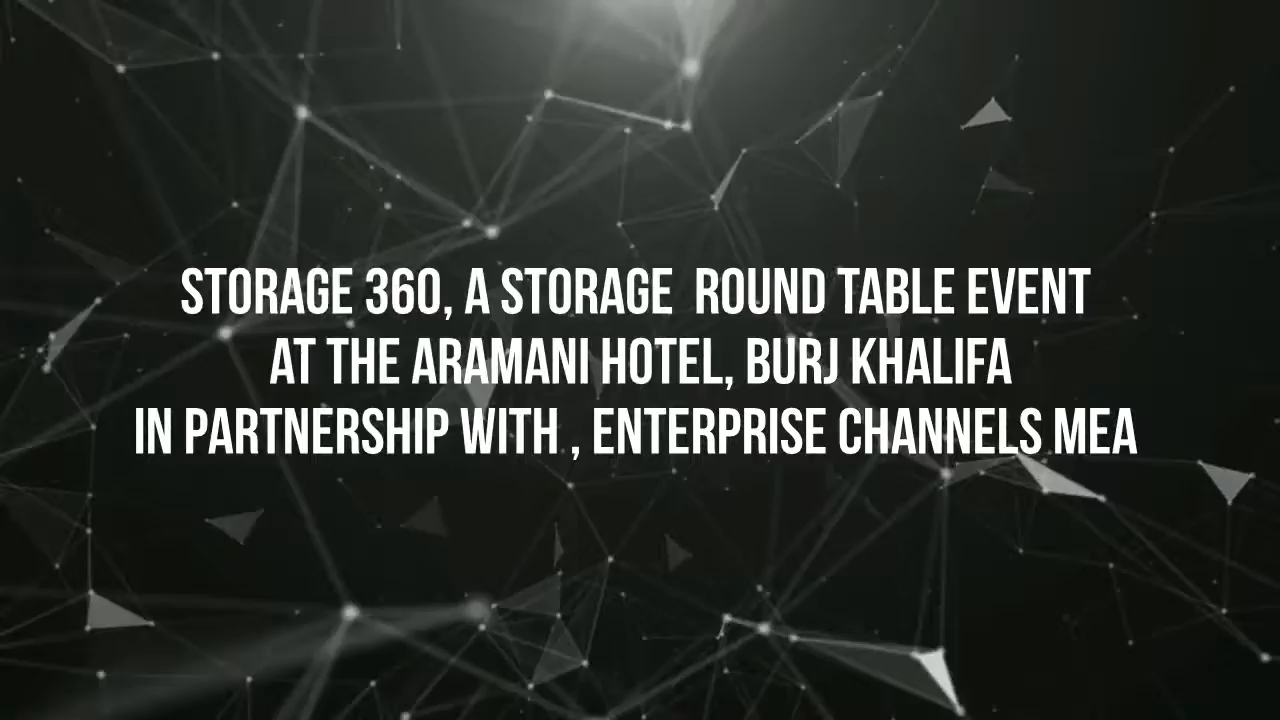 STORAGE 360, A STORAGE  ROUND TABLE EVENT
AT THE ARAMANI HOTEL, BURJ KHALIFA
IN PARTNERSHIP WITH , ENTERPRISE CHANNELS MEA